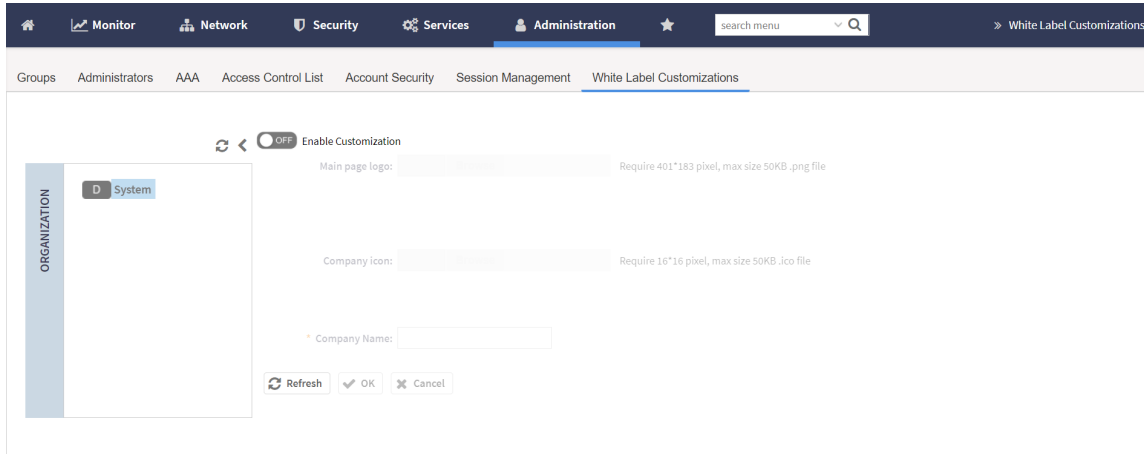 Monitor Network Security Services Administration search menu » White Label Customizations
Groups Administrators AAA Access Control List Account Security Session Management White Label Customizations
OFF Enable Customization
Main page logo: Require 401*183 pixel, max size 50KB .png file
ORGANIZATION
D System
Company icon: Require 16*16 pixel, max size 50KB .ico file
* Company Name:
Refresh OK Cancel